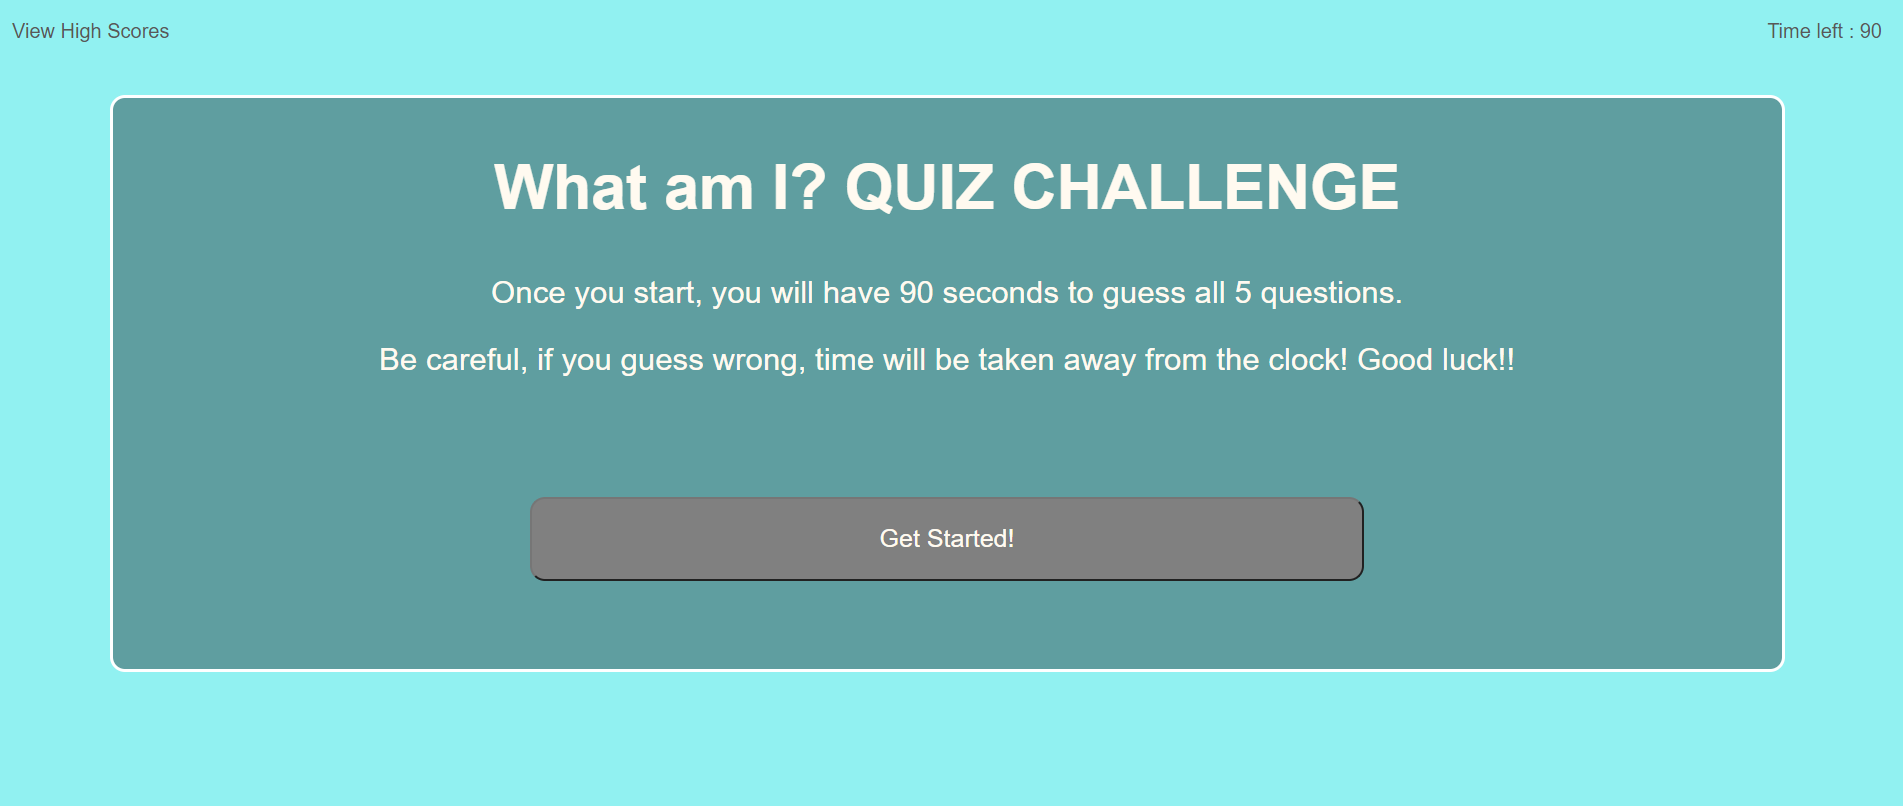 View High Scores
Time left : 90
What am I? QUIZ CHALLENGE
Once you start, you will have 90 seconds to guess all 5 questions.
Be careful, if you guess wrong, time will be taken away from the clock! Good luck!!
Get Started!